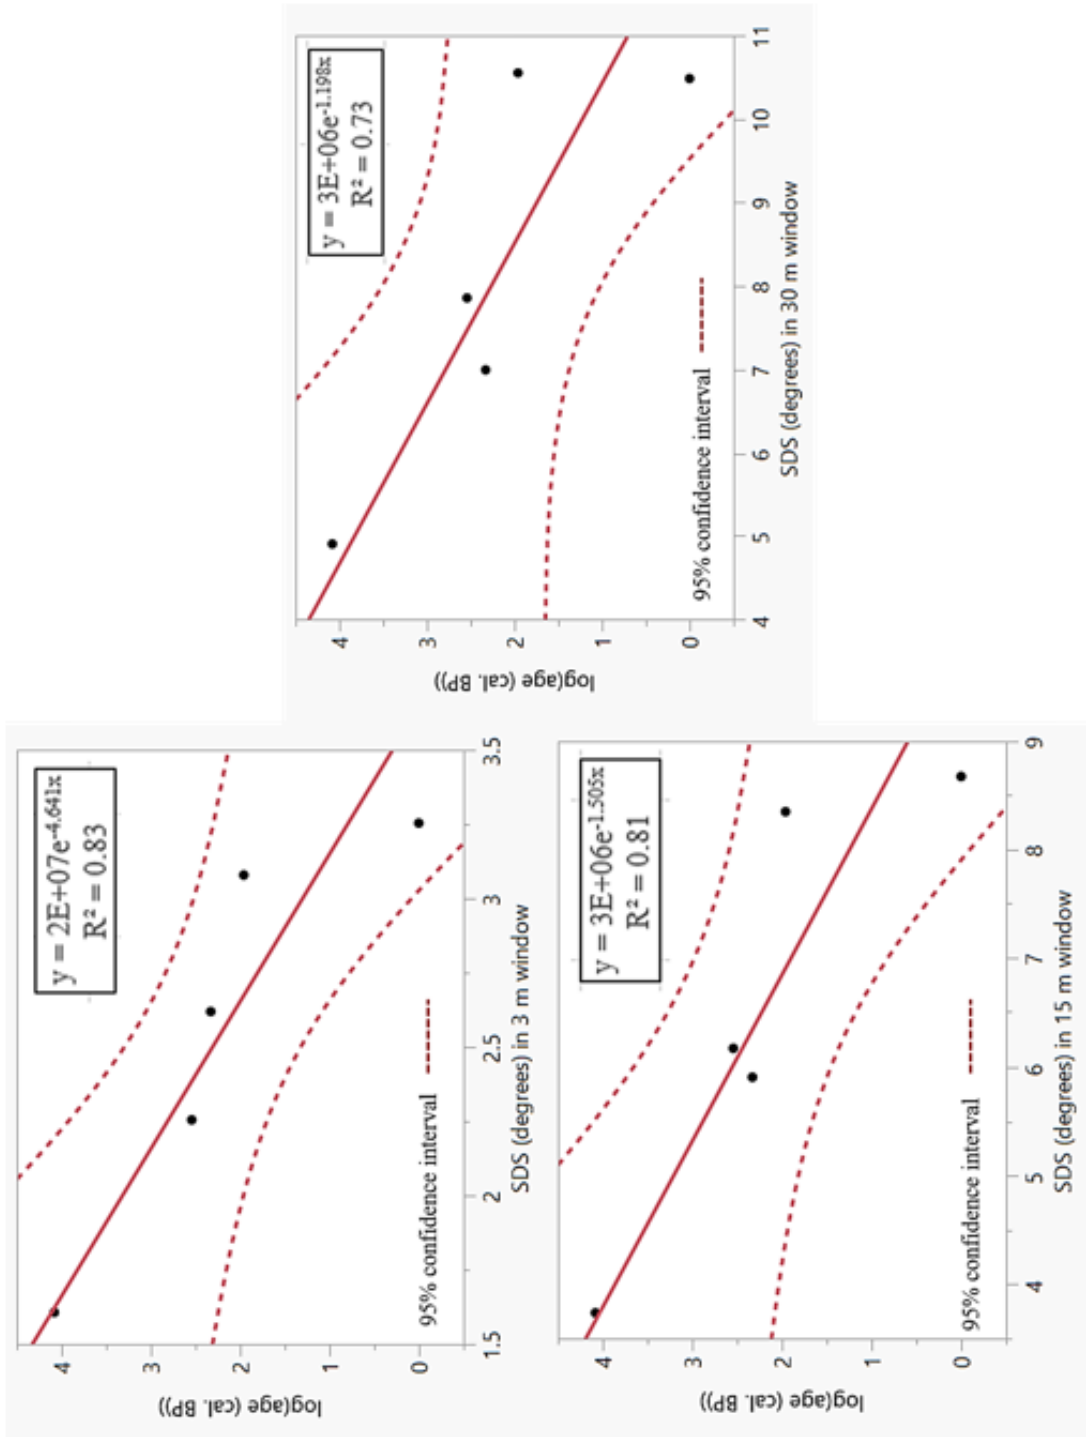 log(age (cal. BP))
4
3
2
1
0
y = 2E+07e^-4.641x
R² = 0.83
95% confidence interval
1.5
2
2.5
3
3.5
SDS (degrees) in 3 m window
log(age (cal. BP))
4
3
2
1
0
y = 3E+06e^-1.505x
R² = 0.81
95% confidence interval
4
5
6
7
8
9
SDS (degrees) in 15 m window
log(age (cal. BP))
4
3
2
1
0
y = 3E+06e^-1.198x
R² = 0.73
95% confidence interval
4
5
6
7
8
9
10
11
SDS (degrees) in 30 m window